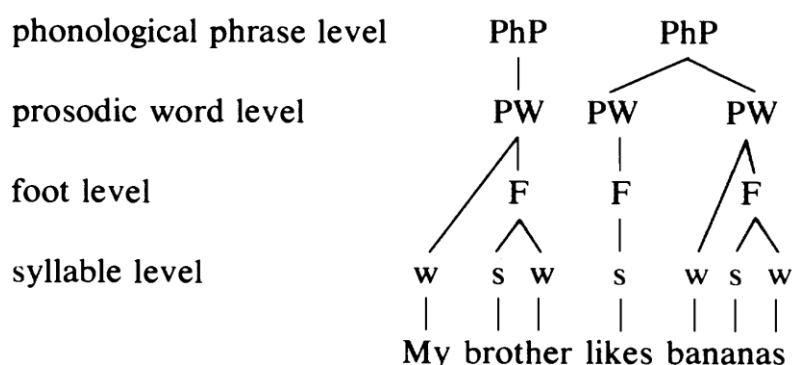 phonological phrase level PhP PhP
prosodic word level PW PW PW
foot level F F F
syllable level w s w s w s w
My brother likes bananas